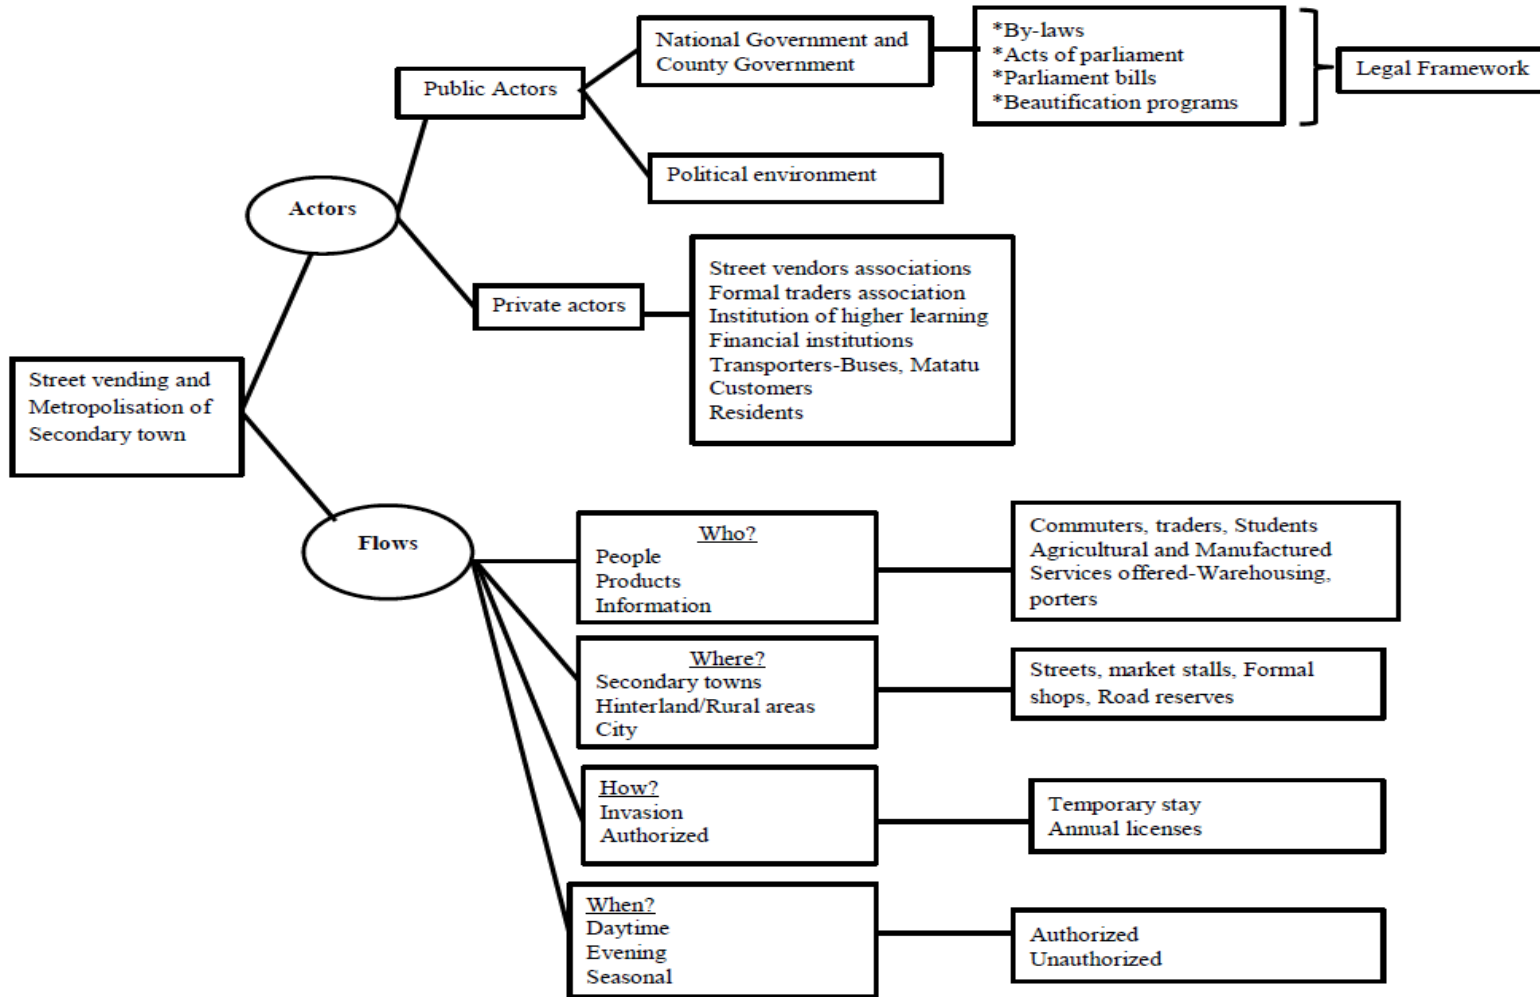 National Government and
County Government
*By-laws
*Acts of parliament
*Parliament bills
*Beautification programs
Legal Framework
Public Actors
Political environment
Actors
Private actors
Street vendors associations
Formal traders association
Institution of higher learning
Financial institutions
Transporters-Buses, Matatu
Customers
Residents
Street vending and
Metropolisation of
Secondary town
Flows
Who?
People
Products
Information
Commuters, traders, Students
Agricultural and Manufactured
Services offered-Warehousing,
porters
Where?
Secondary towns
Hinterland/Rural areas
City
Streets, market stalls, Formal
shops, Road reserves
How?
Invasion
Authorized
Temporary stay
Annual licenses
When?
Daytime
Evening
Seasonal
Authorized
Unauthorized